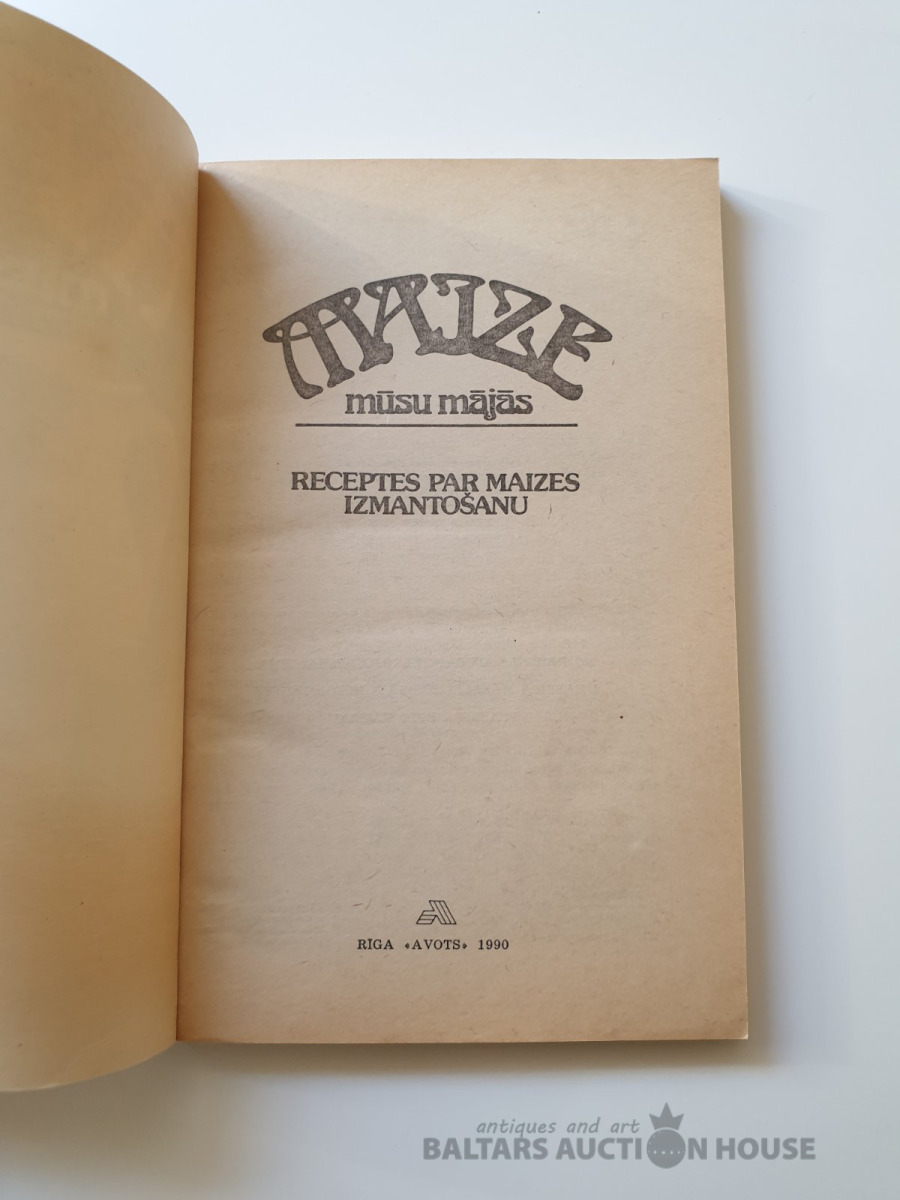 MAIZE
mūsu mājās
RECEPTES PAR MAIZES
IZMANTOŠANU
RĪGA «AVOTS» 1990
antiques and art
BALTARS AUCTION HOUSE